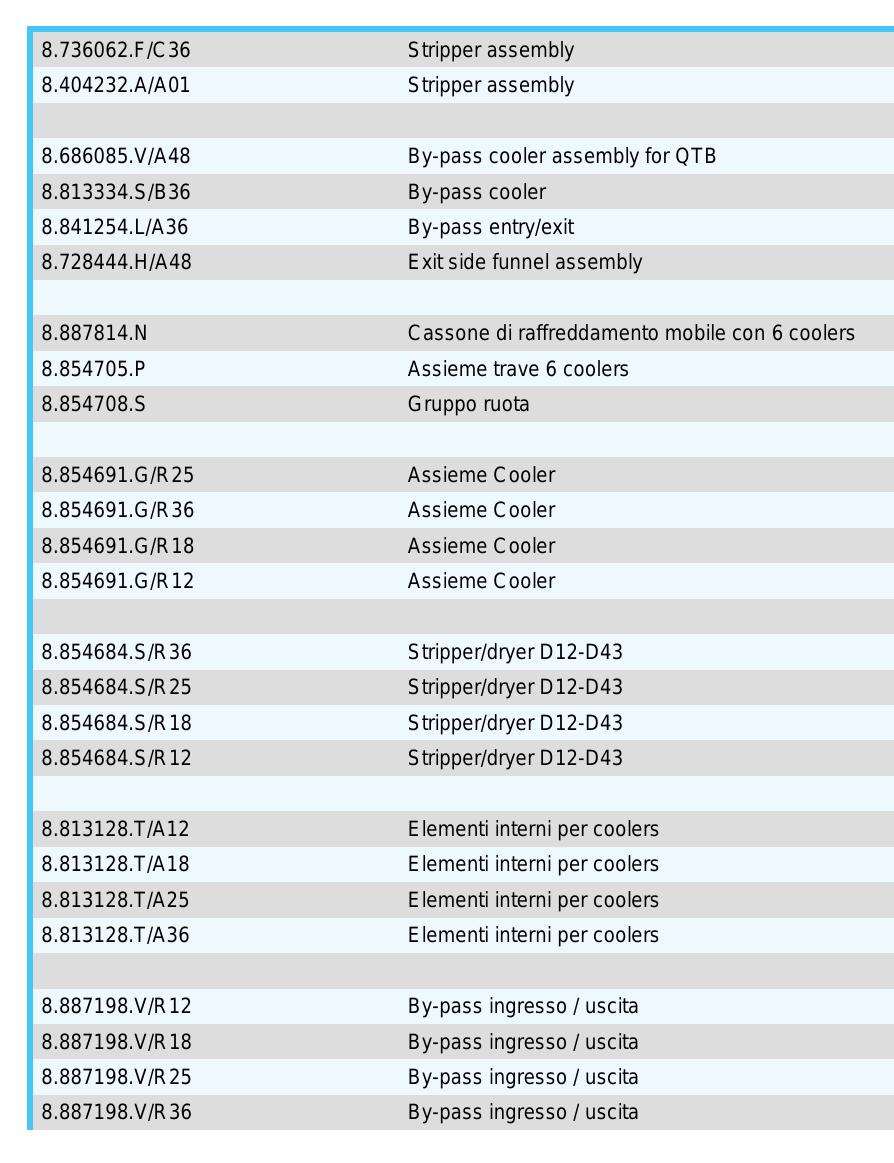 8.736062.F/C36 Stripper assembly
8.404232.A/A01 Stripper assembly
8.686085.V/A48 By-pass cooler assembly for QTB
8.813334.S/B36 By-pass cooler
8.841254.L/A36 By-pass entry/exit
8.728444.H/A48 Exit side funnel assembly
8.887814.N Cassone di raffreddamento mobile con 6 coolers
8.854705.P Assieme trave 6 coolers
8.854708.S Gruppo ruota
8.854691.G/R25 Assieme Cooler
8.854691.G/R36 Assieme Cooler
8.854691.G/R18 Assieme Cooler
8.854691.G/R12 Assieme Cooler
8.854684.S/R36 Stripper/dryer D12-D43
8.854684.S/R25 Stripper/dryer D12-D43
8.854684.S/R18 Stripper/dryer D12-D43
8.854684.S/R12 Stripper/dryer D12-D43
8.813128.T/A12 Elementi interni per coolers
8.813128.T/A18 Elementi interni per coolers
8.813128.T/A25 Elementi interni per coolers
8.813128.T/A36 Elementi interni per coolers
8.887198.V/R12 By-pass ingresso / uscita
8.887198.V/R18 By-pass ingresso / uscita
8.887198.V/R25 By-pass ingresso / uscita
8.887198.V/R36 By-pass ingresso / uscita